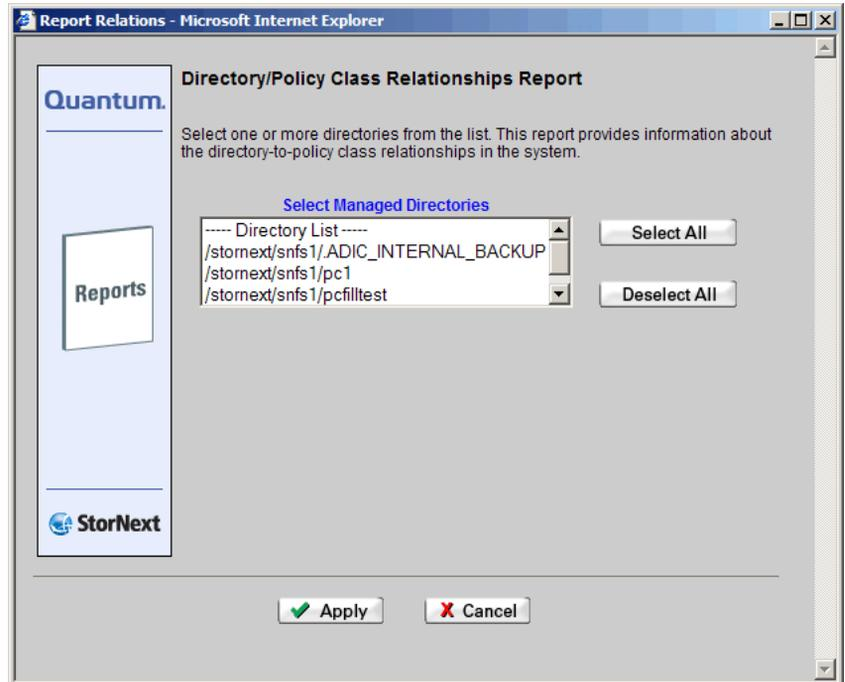 Report Relations - Microsoft Internet Explorer
Quantum.
Directory/Policy Class Relationships Report
Select one or more directories from the list. This report provides information about
the directory-to-policy class relationships in the system.
Select Managed Directories
----- Directory List -----
/stornext/snfs1/.ADIC_INTERNAL_BACKUP
/stornext/snfs1/pc1
/stornext/snfs1/pcfilltest
Select All
Deselect All
Reports
StorNext
Apply
Cancel